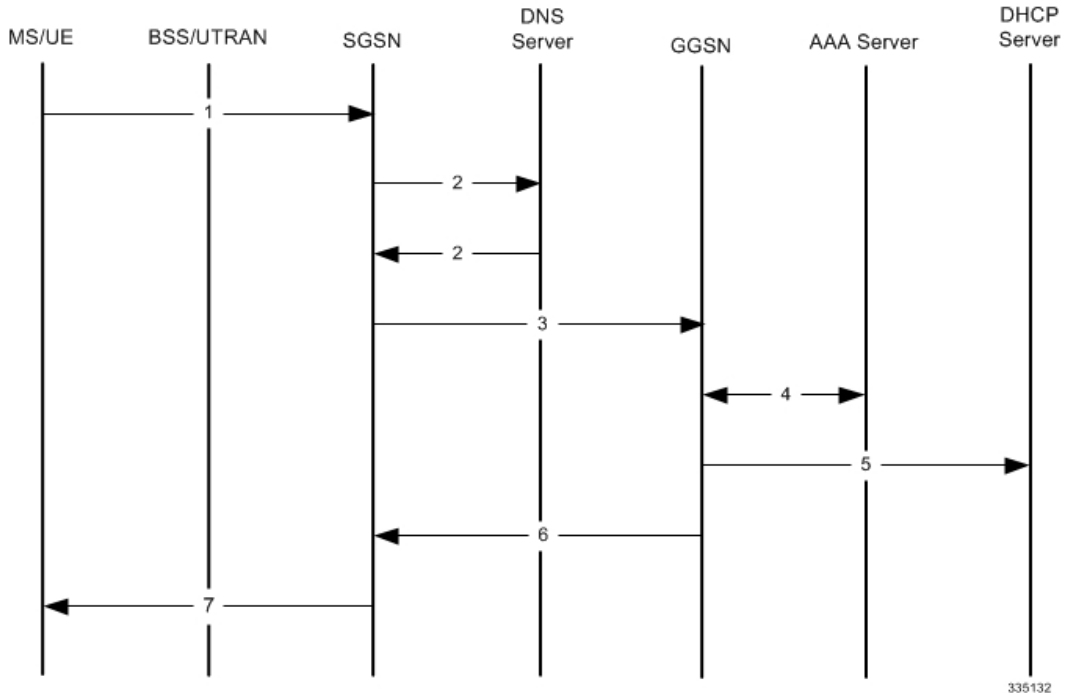 MS/UE
BSS/UTRAN
SGSN
DNS
Server
GGSN
AAA Server
DHCP
Server
1
2
2
3
4
5
6
7
335132